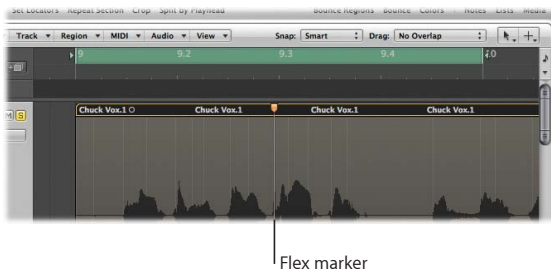 Set Locators Repeat Section Crop Split by Playhead Bounce Regions Bounce Colors Notes Lists Media
Track Region MIDI Audio View Snap: Smart Drag: No Overlap
9 9.2 9.3 9.4
M S Chuck Vox.1 Chuck Vox.1 Chuck Vox.1 Chuck Vox.1
Flex marker